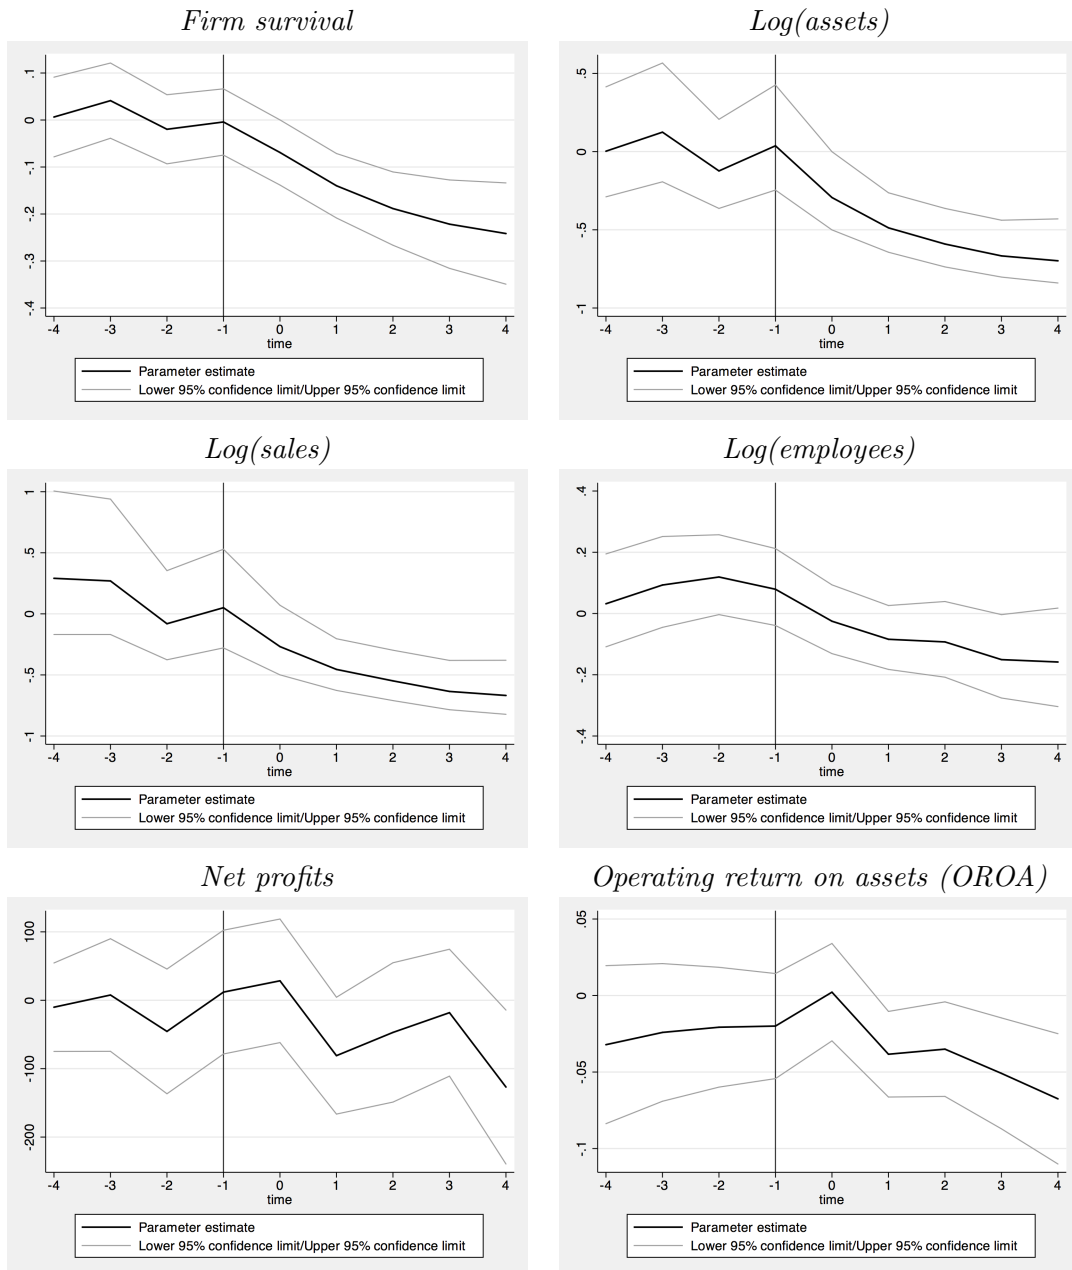 Firm survival
.1
0
-.1
-.2
-.3
-.4
-4 -3 -2 -1 0 1 2 3 4
time
Parameter estimate
Lower 95% confidence limit/Upper 95% confidence limit
Log(assets)
.5
0
-.5
-1
-4 -3 -2 -1 0 1 2 3 4
time
Parameter estimate
Lower 95% confidence limit/Upper 95% confidence limit
Log(sales)
1
.5
0
-.5
-1
-4 -3 -2 -1 0 1 2 3 4
time
Parameter estimate
Lower 95% confidence limit/Upper 95% confidence limit
Log(employees)
.4
.2
0
-.2
-.4
-4 -3 -2 -1 0 1 2 3 4
time
Parameter estimate
Lower 95% confidence limit/Upper 95% confidence limit
Net profits
100
0
-100
-200
-4 -3 -2 -1 0 1 2 3 4
time
Parameter estimate
Lower 95% confidence limit/Upper 95% confidence limit
Operating return on assets (OROA)
.05
0
-.05
-.1
-4 -3 -2 -1 0 1 2 3 4
time
Parameter estimate
Lower 95% confidence limit/Upper 95% confidence limit